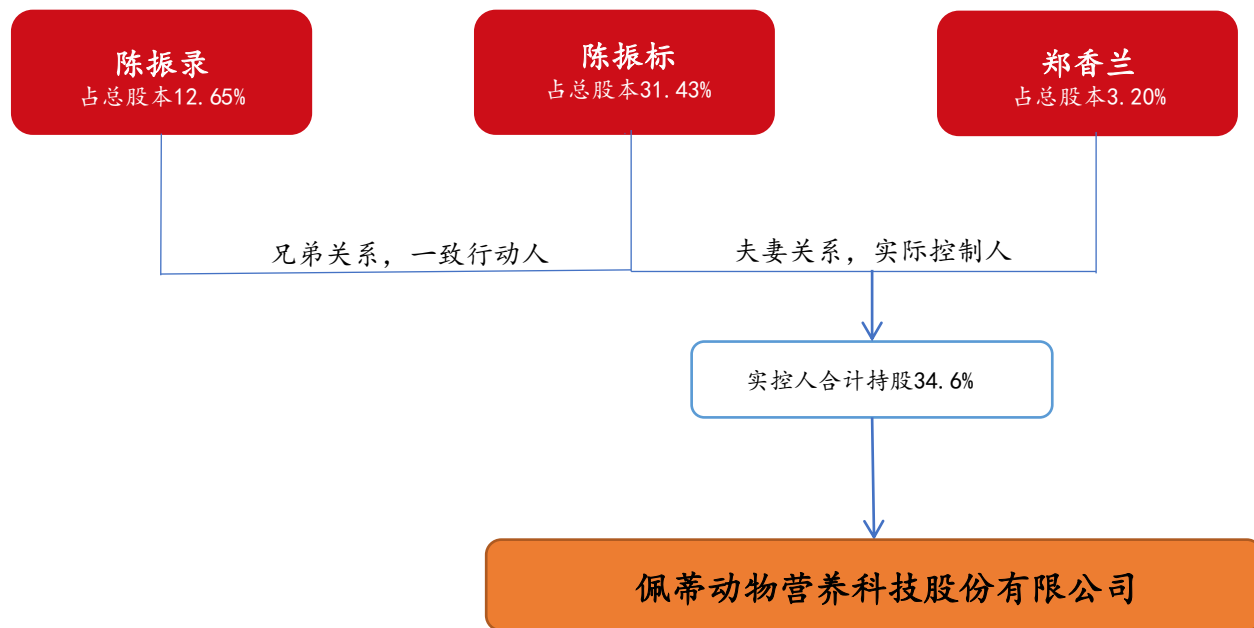 陈振录
占总股本12.65%
陈振标
占总股本31.43%
郑香兰
占总股本3.20%
兄弟关系，一致行动人
夫妻关系，实际控制人
实控人合计持股34.6%
佩蒂动物营养科技股份有限公司